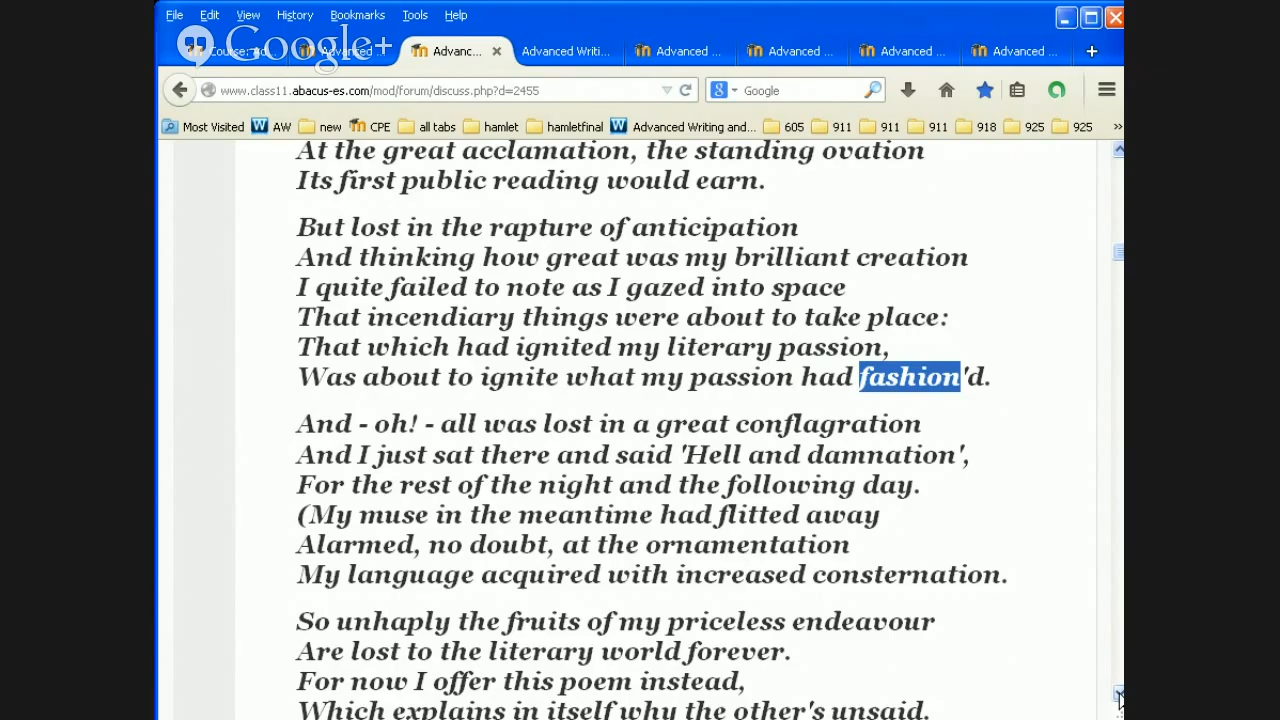 File Edit View History Bookmarks Tools Help
Google+
Course: Ad Advanced Advanc... Advanced Writi... Advanced ... Advanced ... Advanced ... Advanced ...
www.class11.abacus-es.com/mod/forum/discuss.php?d=2455 Google
Most Visited AW new CPE all tabs hamlet hamletfinal Advanced Writing and... 605 911 911 911 918 925 925 »
At the great acclamation, the standing ovation
Its first public reading would earn.
But lost in the rapture of anticipation
And thinking how great was my brilliant creation
I quite failed to note as I gazed into space
That incendiary things were about to take place:
That which had ignited my literary passion,
Was about to ignite what my passion had fashion'd.
And - oh! - all was lost in a great conflagration
And I just sat there and said 'Hell and damnation',
For the rest of the night and the following day.
(My muse in the meantime had flitted away
Alarmed, no doubt, at the ornamentation
My language acquired with increased consternation.
So unhaply the fruits of my priceless endeavour
Are lost to the literary world forever.
For now I offer this poem instead,
Which explains in itself why the other's unsaid.